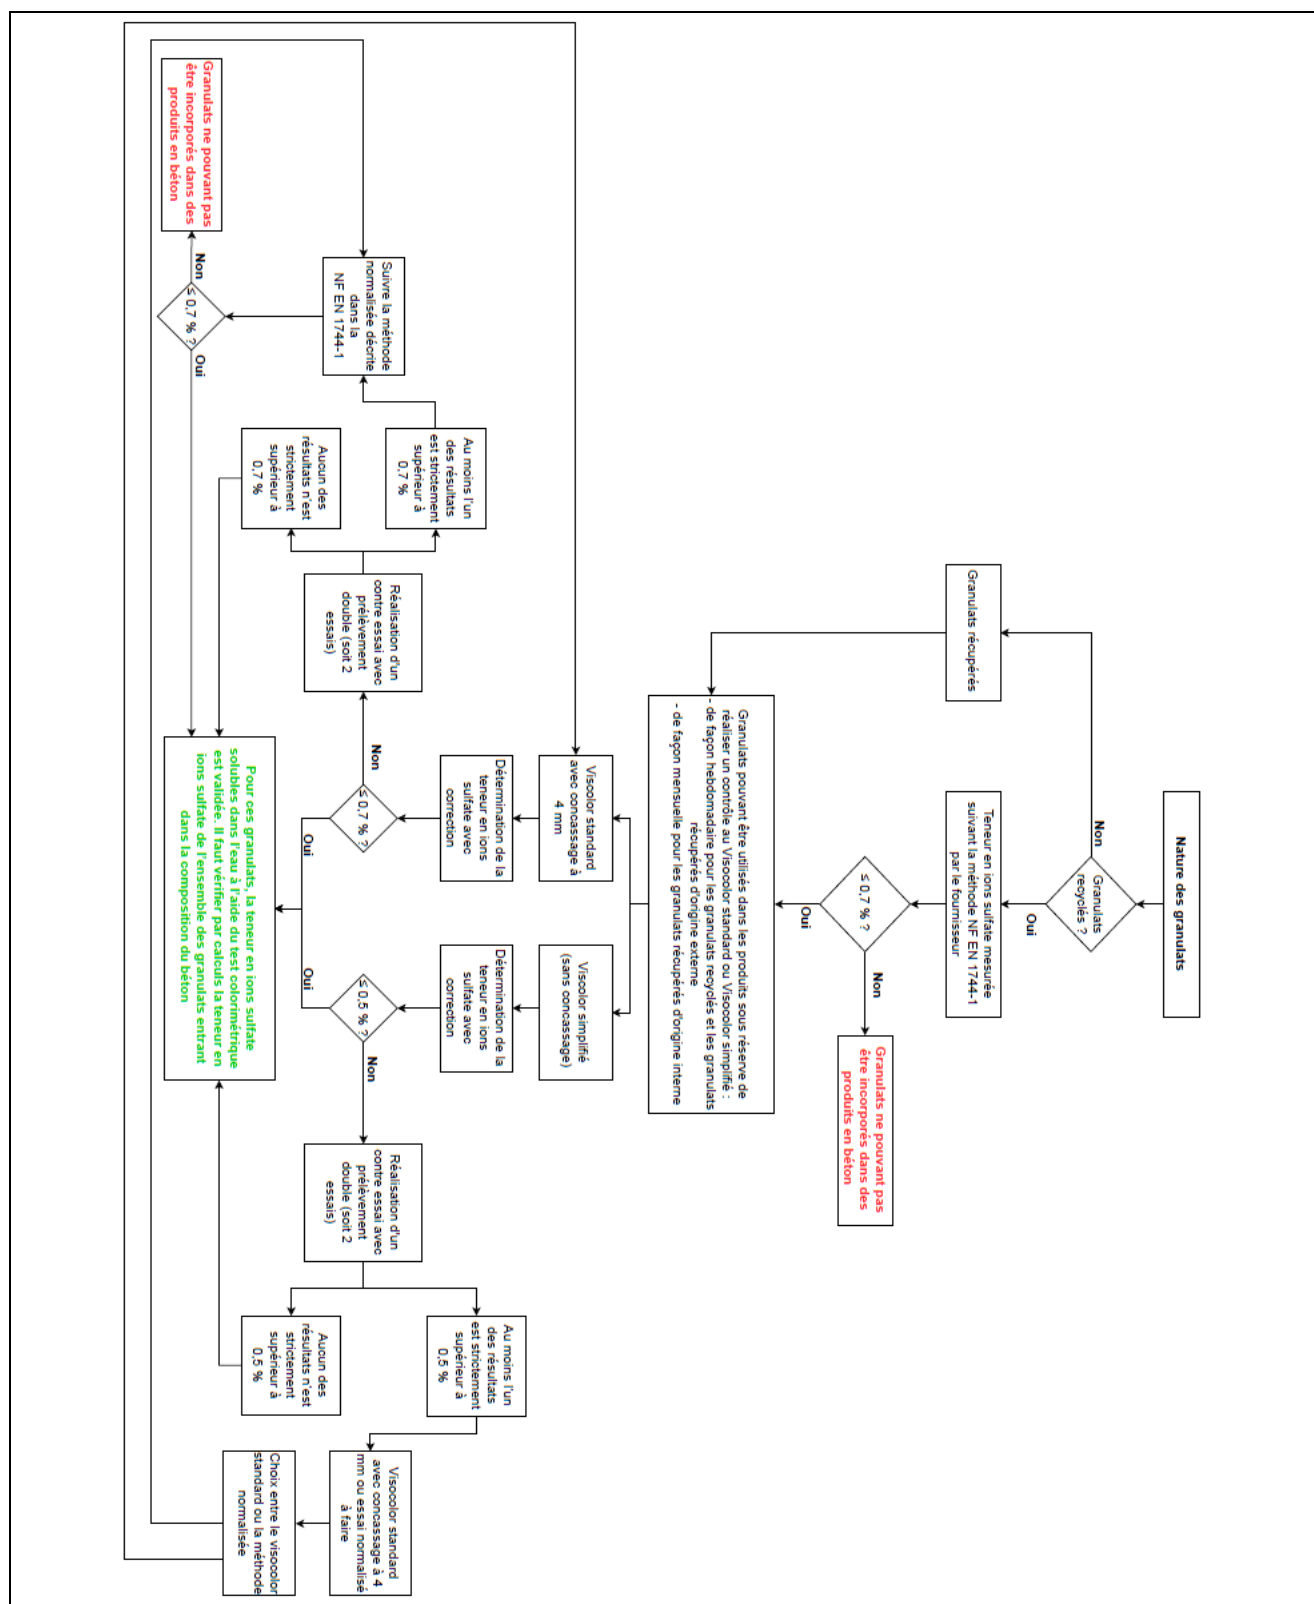 Nature des granulats
Granulats
recyclés ?
Non
Oui
Granulats récupérés
Teneur en ions sulfate mesurée
suivant la méthode NF EN 1744-1
par le fournisseur
≤ 0,7 % ?
Non
Oui
Granulats ne pouvant pas
être incorporés dans des
produits en béton
Granulats pouvant être utilisés dans les produits sous réserve de
réaliser un contrôle au Visocolor standard ou Visocolor simplifié :
- de façon hebdomadaire pour les granulats recyclés et les granulats
récupérés d'origine externe
- de façon mensuelle pour les granulats récupérés d'origine interne
Viscolor standard
avec concassage à
4 mm
Viscolor simplifié
(sans concassage)
Détermination de la
teneur en ions
sulfate avec
correction
Détermination de la
teneur en ions
sulfate avec
correction
≤ 0,7 % ?
Non
Oui
≤ 0,5 % ?
Oui
Non
Réalisation d'un
contre essai avec
prélèvement
double (soit 2
essais)
Réalisation d'un
contre essai avec
prélèvement
double (soit 2
essais)
Au moins l'un
des résultats
est strictement
supérieur à
0,7 %
Aucun des
résultats n'est
strictement
supérieur à
0,7 %
Au moins l'un
des résultats
est strictement
supérieur à
0,5 %
Aucun des
résultats n'est
strictement
supérieur à
0,5 %
Suivre la méthode
normalisée décrite
dans la
NF EN 1744-1
Visocolor standard
avec concassage à 4
mm ou essai normalisé
à faire
Choix entre le visocolor
standard ou la méthode
normalisée
≤ 0,7 % ?
Non
Oui
Granulats ne pouvant pas
être incorporés dans des
produits en béton
Pour ces granulats, la teneur en ions sulfate
solubles dans l'eau à l'aide du test colorimétrique
est validée. Il faut vérifier par calculs la teneur en
ions sulfate de l'ensemble des granulats entrant
dans la composition du béton